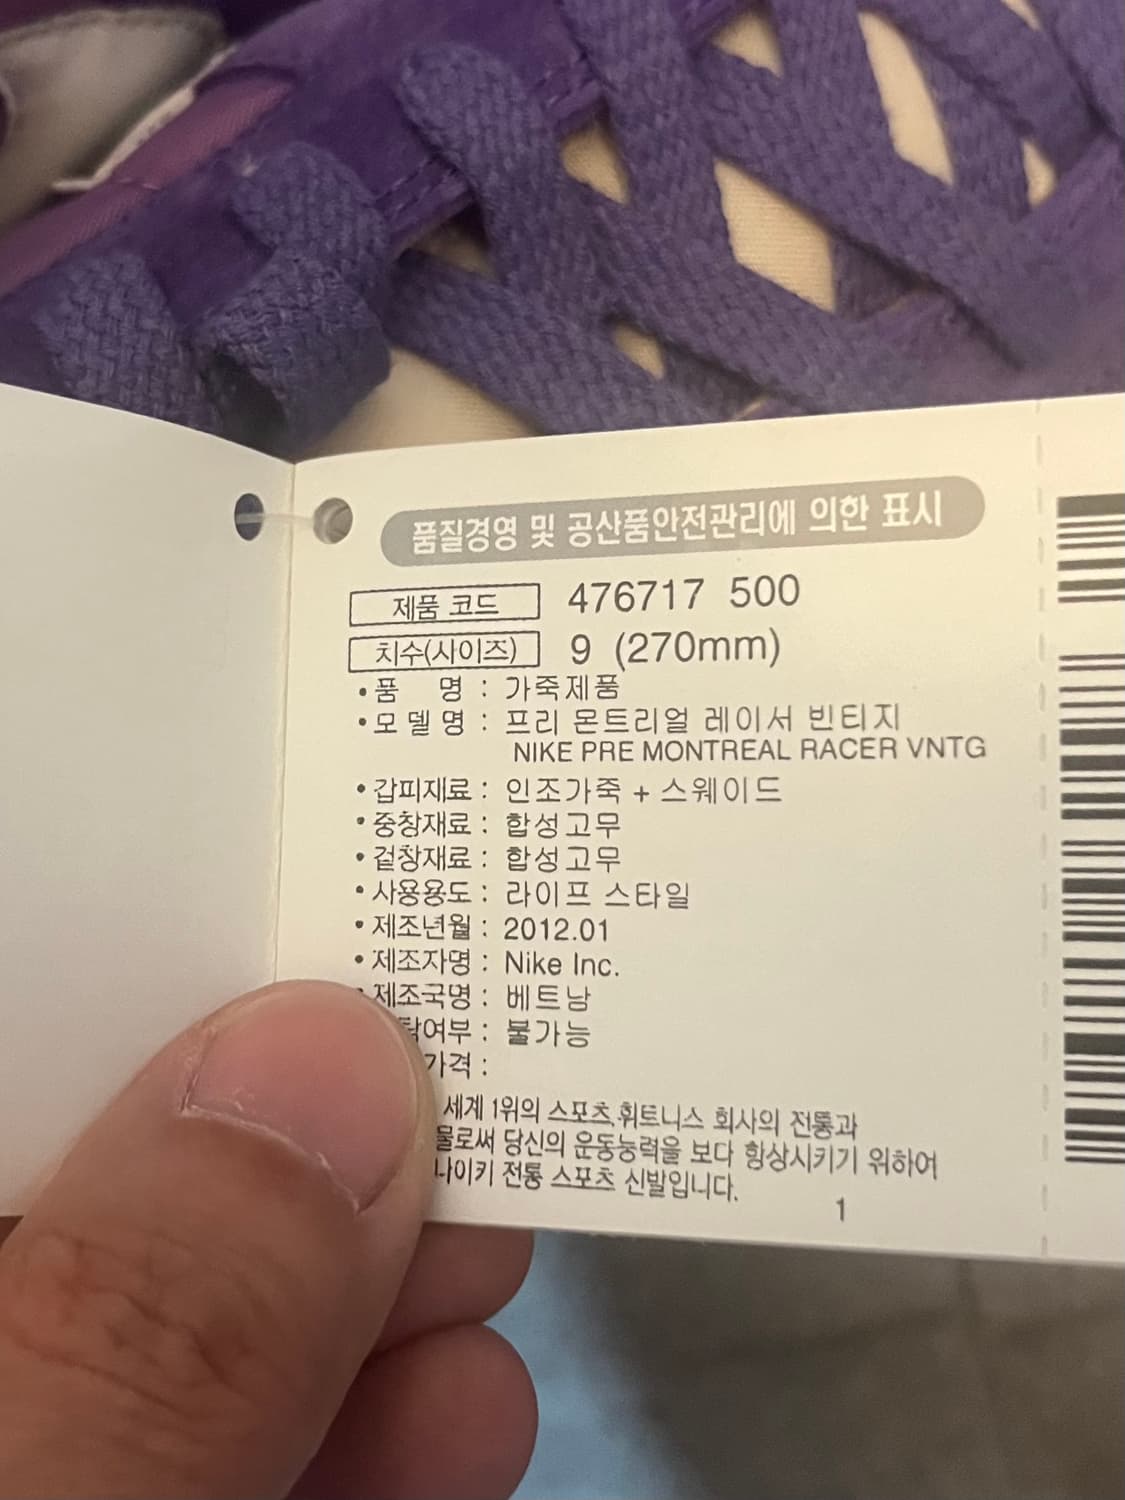 품질경영 및 공산품안전관리에 의한 표시
제품 코드 476717 500
치수(사이즈) 9 (270mm)
• 품 명 : 가죽제품
• 모델명 : 프리 몬트리얼 레이서 빈티지
NIKE PRE MONTREAL RACER VNTG
• 갑피재료 : 인조가죽 + 스웨이드
• 중창재료 : 합성고무
• 겉창재료 : 합성고무
• 사용용도 : 라이프 스타일
• 제조년월 : 2012.01
• 제조자명 : Nike Inc.
• 제조국명 : 베트남
탁여부 : 불가능
가격 :
세계 1위의 스포츠,휘트니스 회사의 전통과
물로써 당신의 운동능력을 보다 향상시키기 위하여
나이키 전통 스포츠 신발입니다.
1